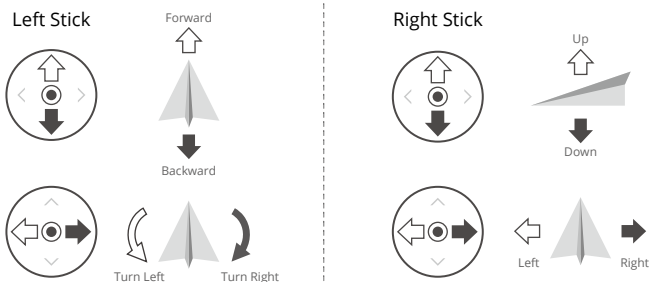 Left Stick
Forward
Backward
Turn Left
Turn Right
Right Stick
Up
Down
Left
Right